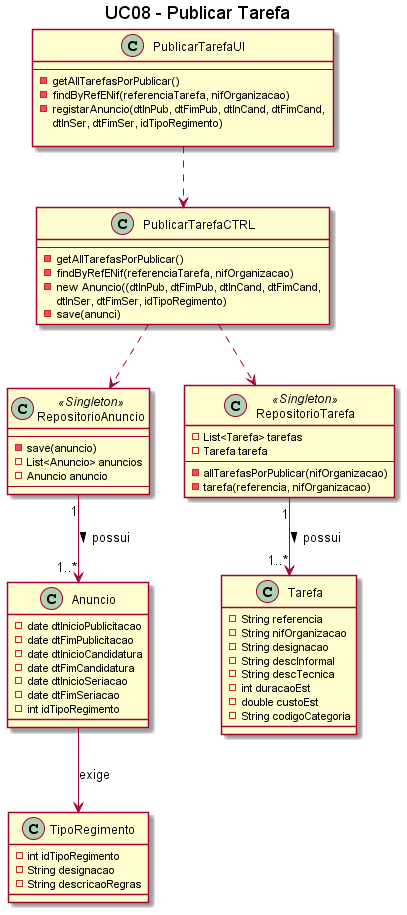 UC08 - Publicar Tarefa
C PublicarTarefaUI
getAllTarefasPorPublicar()
findByRefENif(referenciaTarefa, nifOrganizacao)
registarAnuncio(dtInPub, dtFimPub, dtInCand, dtFimCand,
dtInSer, dtFimSer, idTipoRegimento)
C PublicarTarefaCTRL
getAllTarefasPorPublicar()
findByRefENif(referenciaTarefa, nifOrganizacao)
new Anuncio((dtInPub, dtFimPub, dtInCand, dtFimCand,
dtInSer, dtFimSer, idTipoRegimento)
save(anunci)
C «Singleton»
RepositorioAnuncio
save(anuncio)
List<Anuncio> anuncios
Anuncio anuncio
C «Singleton»
RepositorioTarefa
List<Tarefa> tarefas
Tarefa tarefa
allTarefasPorPublicar(nifOrganizacao)
tarefa(referencia, nifOrganizacao)
1
possui
1..*
1
possui
1..*
C Anuncio
date dtInicioPublicitacao
date dtFimPublicitacao
date dtInicioCandidatura
date dtFimCandidatura
date dtInicioSeriacao
date dtFimSeriacao
int idTipoRegimento
C Tarefa
String referencia
String nifOrganizacao
String designacao
String descInformal
String descTecnica
int duracaoEst
double custoEst
String codigoCategoria
exige
C TipoRegimento
int idTipoRegimento
String designacao
String descricaoRegras